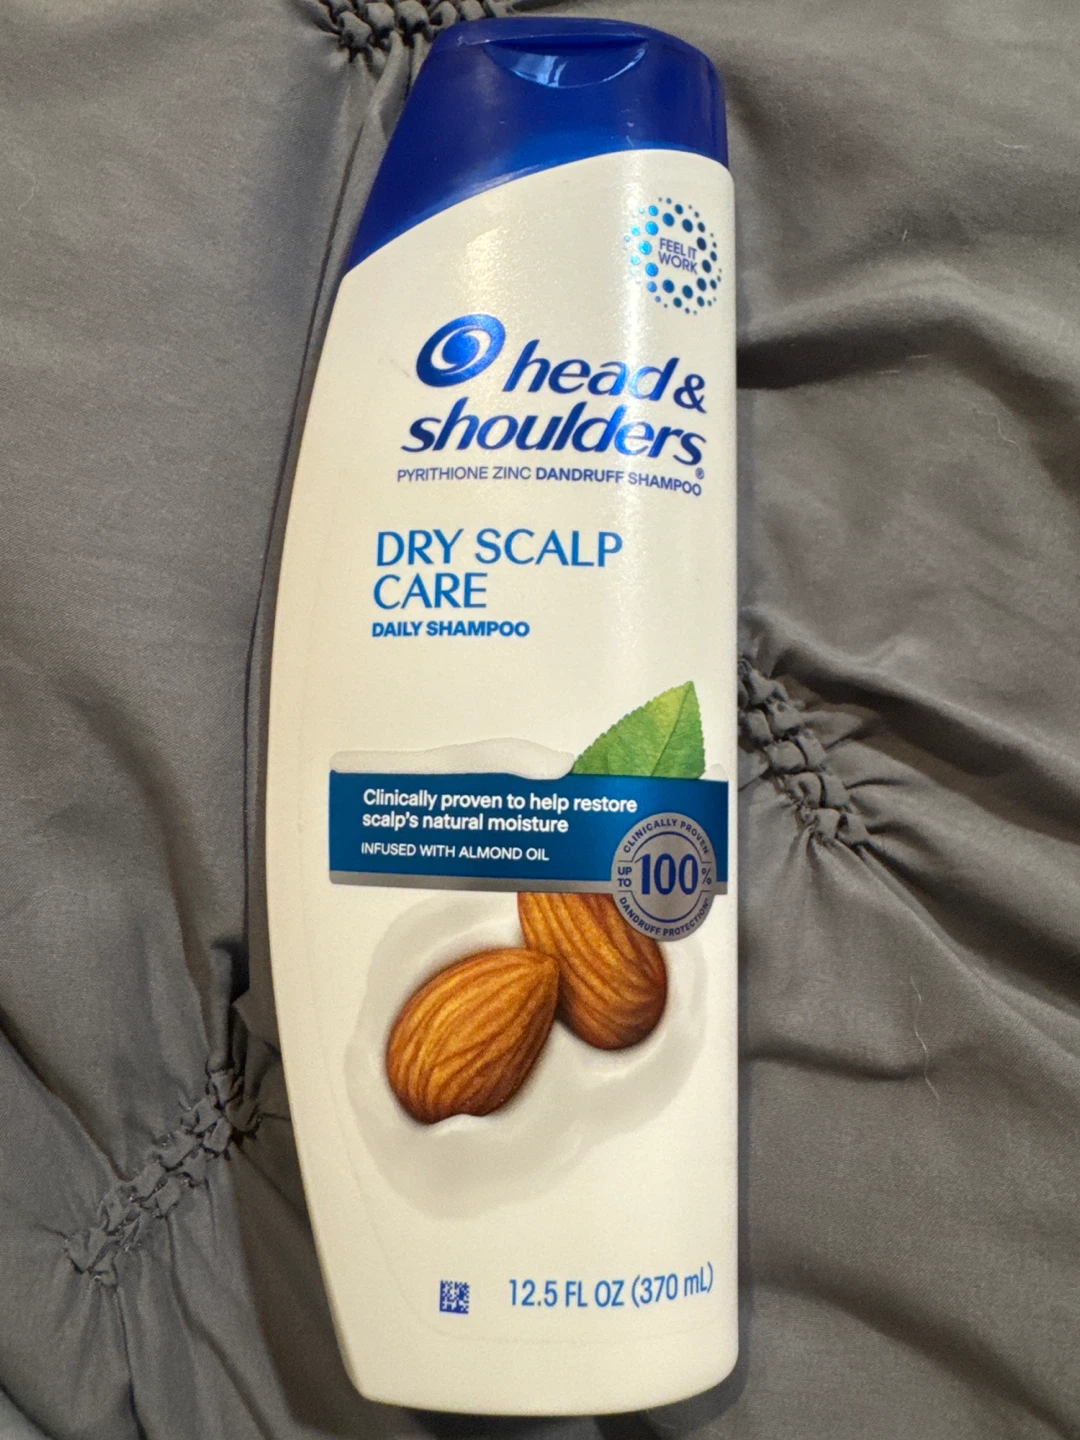 FEEL IT
WORK
head &
shoulders®
PYRITHIONE ZINC DANDRUFF SHAMPOO
DRY SCALP
CARE
DAILY SHAMPOO
Clinically proven to help restore
scalp's natural moisture
INFUSED WITH ALMOND OIL
CLINICALLY PROVEN
UP TO 100%
DANDRUFF PROTECTION*
12.5 FL OZ (370 mL)